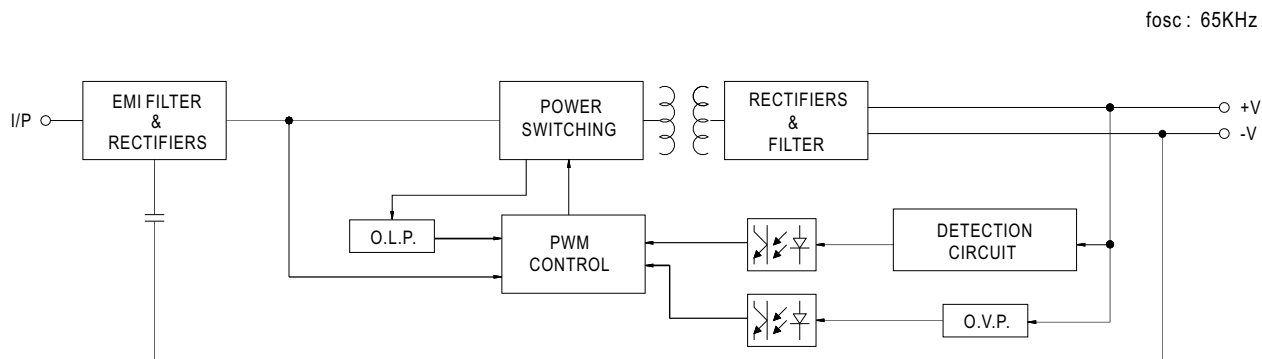 fosc : 65KHz
I/P
EMI FILTER
&
RECTIFIERS
POWER
SWITCHING
RECTIFIERS
&
FILTER
+V
-V
O.L.P.
PWM
CONTROL
DETECTION
CIRCUIT
O.V.P.